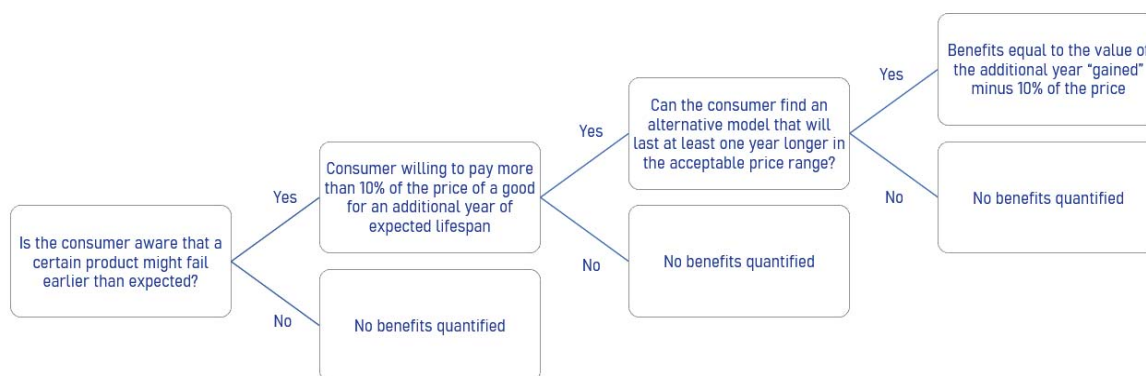 Is the consumer aware that a
certain product might fail
earlier than expected?
Yes
No
Consumer willing to pay more
than 10% of the price of a good
for an additional year of
expected lifespan
No benefits quantified
Yes
No
Can the consumer find an
alternative model that will
last at least one year longer in
the acceptable price range?
No benefits quantified
Yes
No
Benefits equal to the value of
the additional year “gained”
minus 10% of the price
No benefits quantified